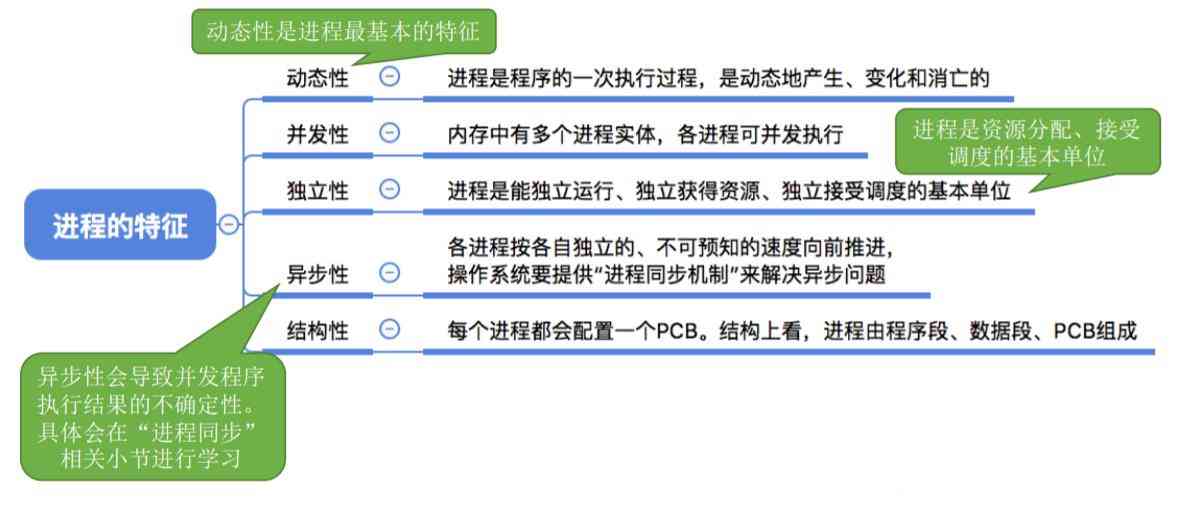 动态性是进程最基本的特征
动态性
进程是程序的一次执行过程，是动态地产生、变化和消亡的
并发性
内存中有多个进程实体，各进程可并发执行
进程是资源分配、接受
调度的基本单位
独立性
进程是能独立运行、独立获得资源、独立接受调度的基本单位
进程的特征
异步性
各进程按各自独立的、不可预知的速度向前推进，
操作系统要提供“进程同步机制”来解决异步问题
结构性
每个进程都会配置一个PCB。结构上看，进程由程序段、数据段、PCB组成
异步性会导致并发程序
执行结果的不确定性。
具体会在“进程同步”
相关小节进行学习